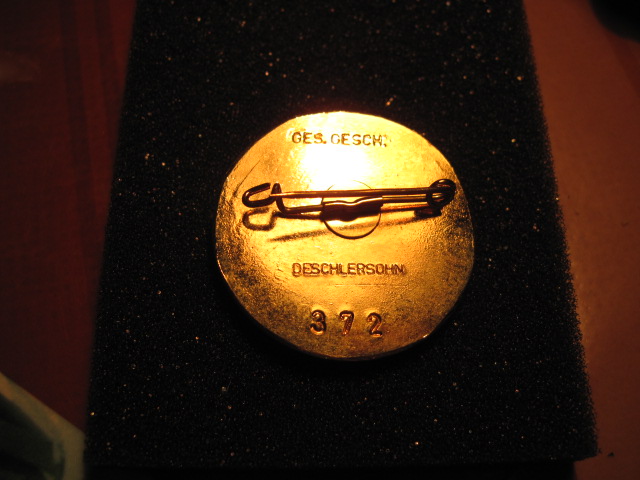 GES. GESCH.
DESCHLERSOHN
372